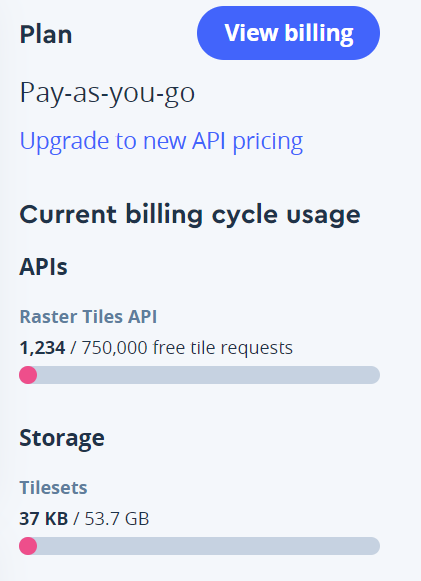 Plan
View billing
Pay-as-you-go
Upgrade to new API pricing
Current billing cycle usage
APIs
Raster Tiles API
1,234 / 750,000 free tile requests
Storage
Tilesets
37 KB / 53.7 GB